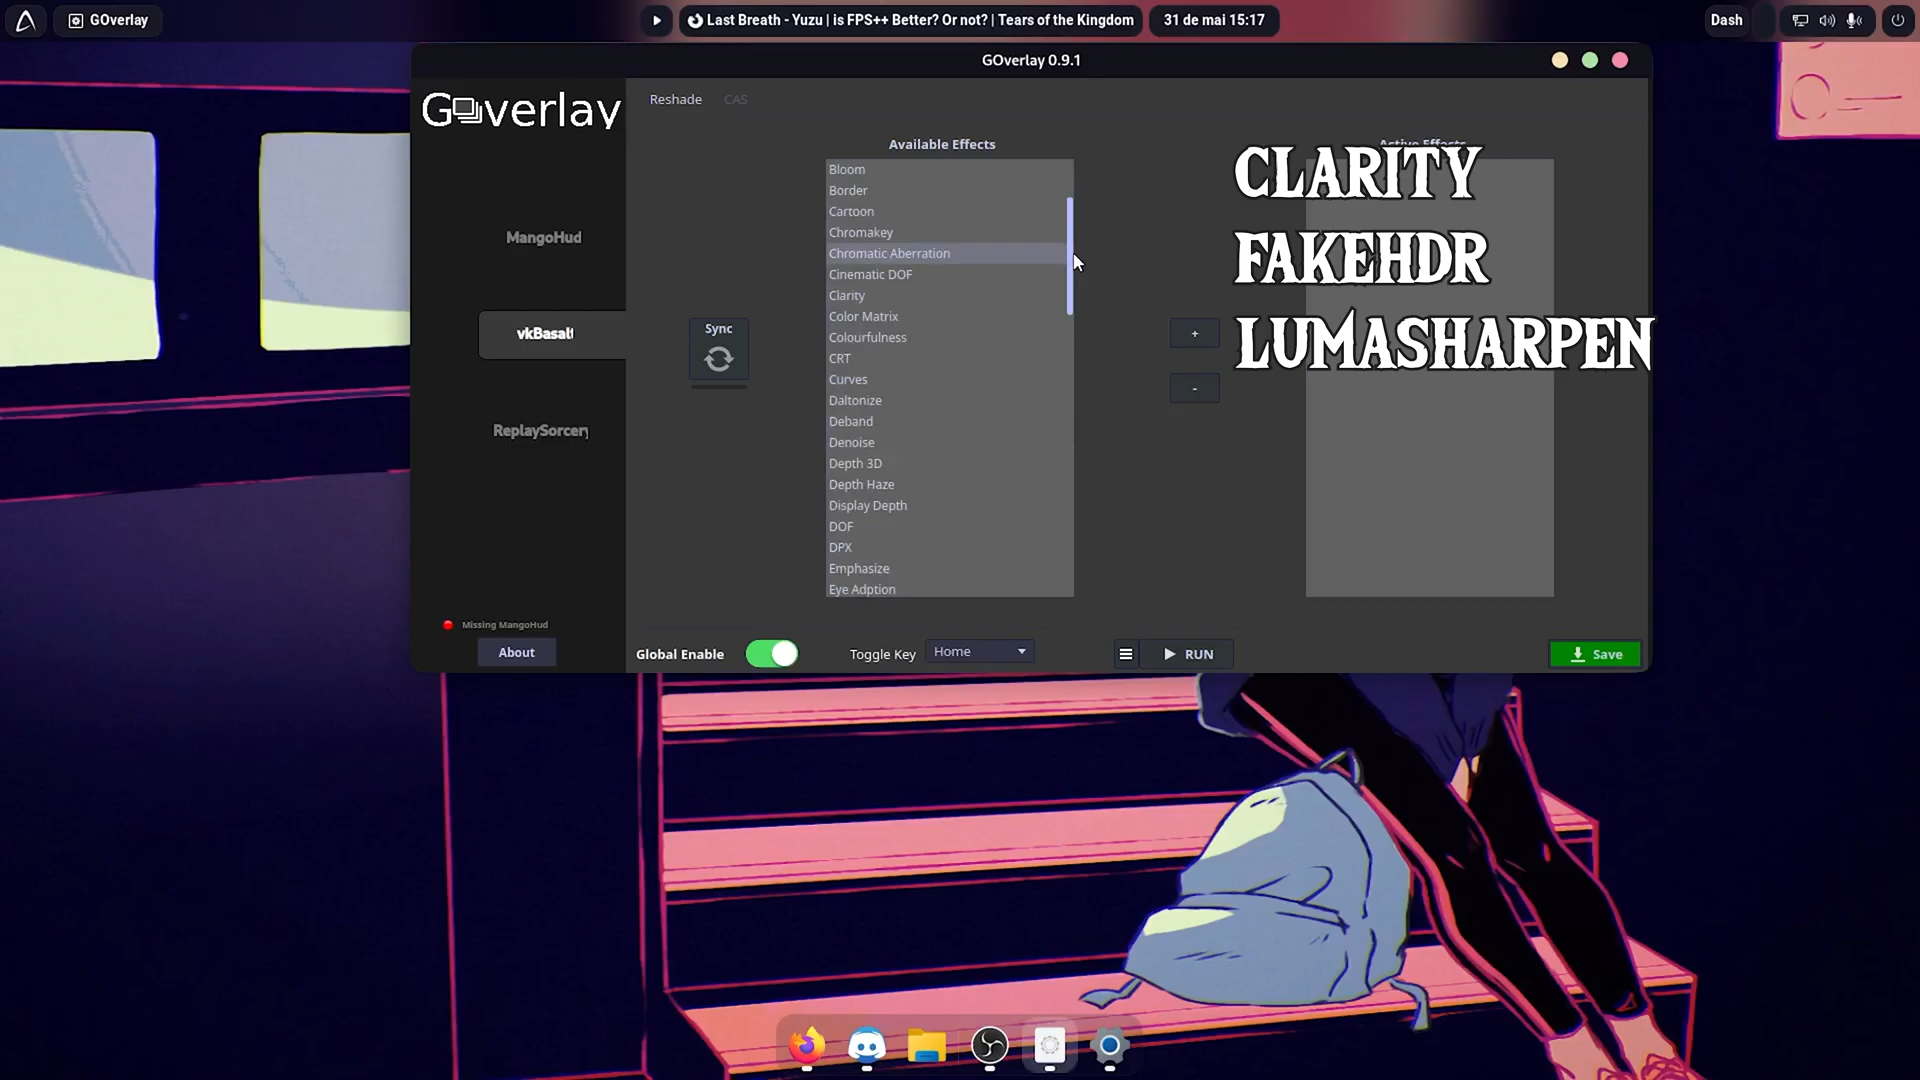 GOverlay
Last Breath - Yuzu | is FPS++ Better? Or not? | Tears of the Kingdom
31 de mai 15:17
Dash
GOverlay 0.9.1
Goverlay
Reshade
CAS
Available Effects
Active Effects
Bloom
Border
Cartoon
Chromakey
Chromatic Aberration
Cinematic DOF
Clarity
Color Matrix
Colourfulness
CRT
Curves
Daltonize
Deband
Denoise
Depth 3D
Depth Haze
Display Depth
DOF
DPX
Emphasize
Eye Adption
CLARITY
FAKEHDR
LUMASHARPEN
MangoHud
vkBasalt
ReplaySorcery
Sync
+
-
Missing MangoHud
About
Global Enable
Toggle Key
Home
RUN
Save